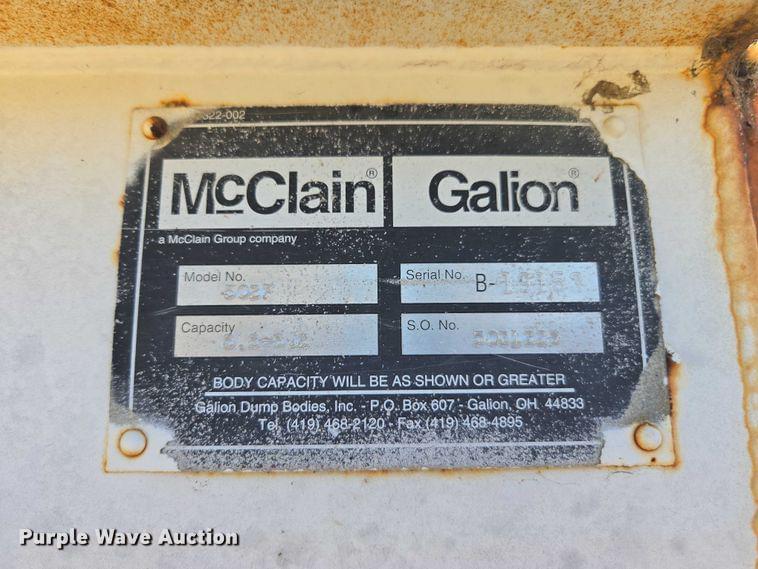 McClain® Galion®
a McClain Group company
Model No.
Serial No. B-
Capacity
S.O. No.
BODY CAPACITY WILL BE AS SHOWN OR GREATER
Galion Dump Bodies, Inc. - P.O. Box 607 - Galion, OH 44833
Tel. (419) 468-2120 - Fax (419) 468-4895
Purple Wave Auction